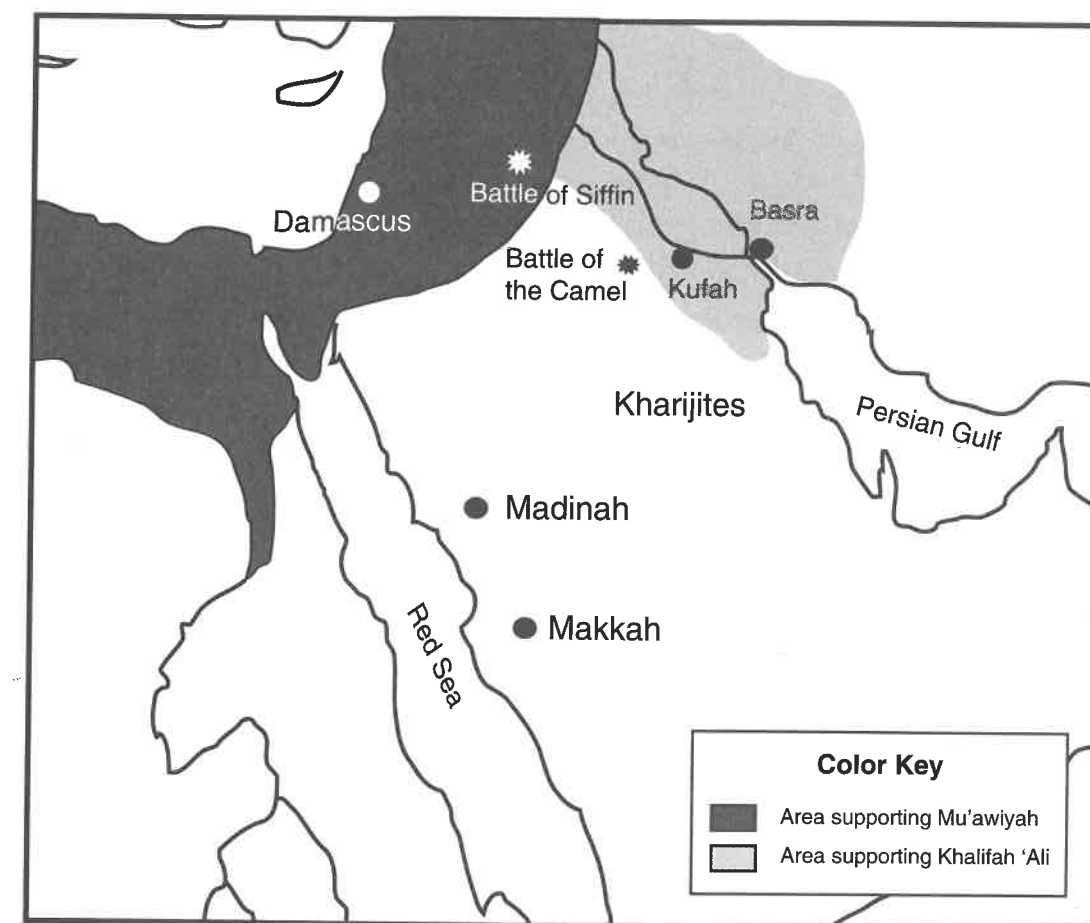 Battle of Siffin
Damascus
Basra
Battle of
the Camel
Kufah
Kharijites
Persian Gulf
Madinah
Makkah
Red Sea
Color Key
Area supporting Mu'awiyah
Area supporting Khalifah 'Ali